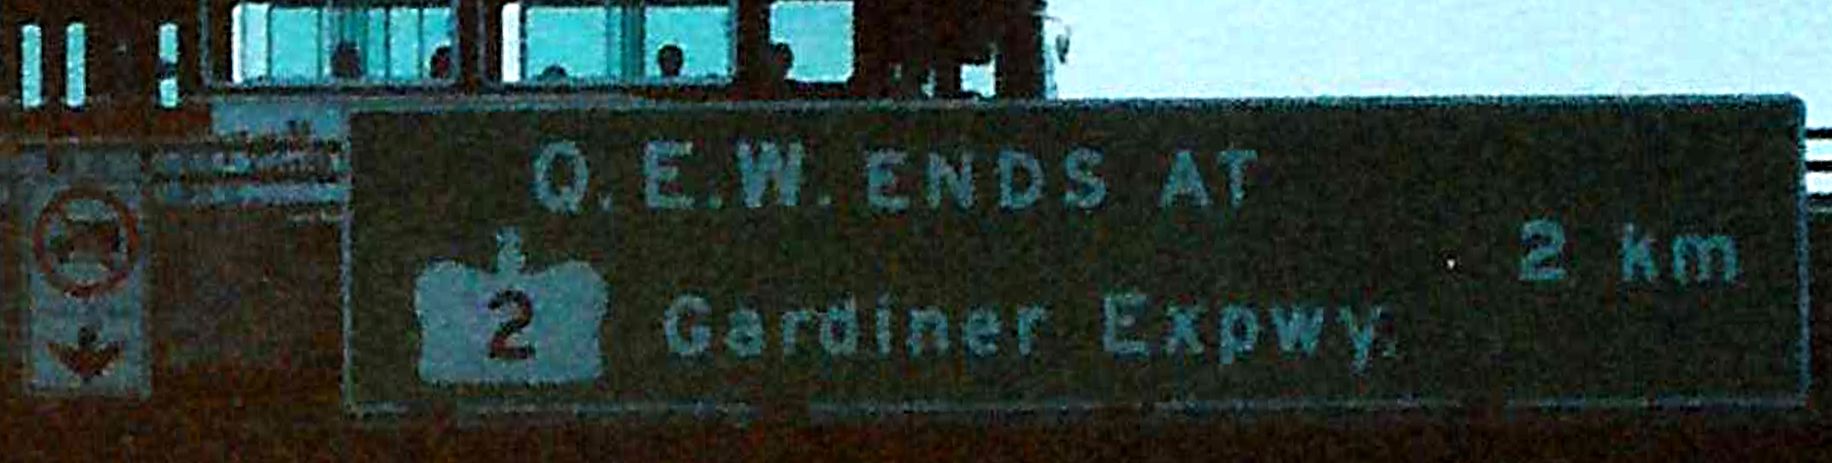 Q.E.W. ENDS AT
2 km
2 Gardiner Expwy.